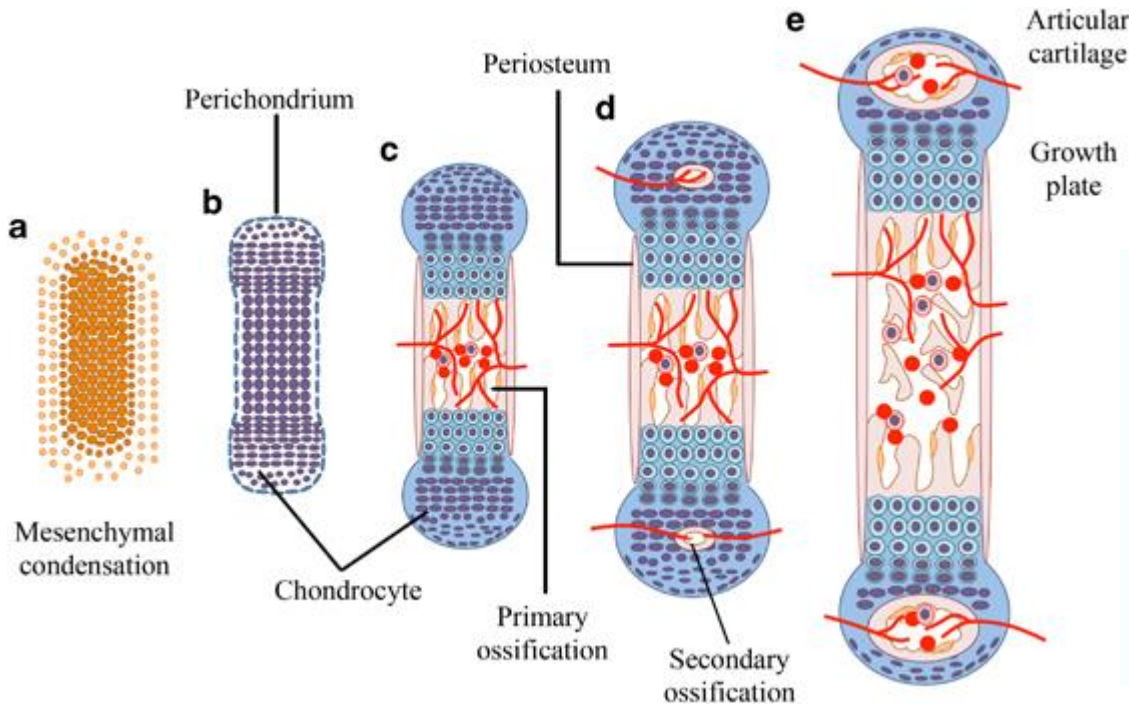 a
Mesenchymal
condensation
b
Perichondrium
Chondrocyte
c
Primary
ossification
Periosteum
d
Secondary
ossification
e
Articular
cartilage
Growth
plate